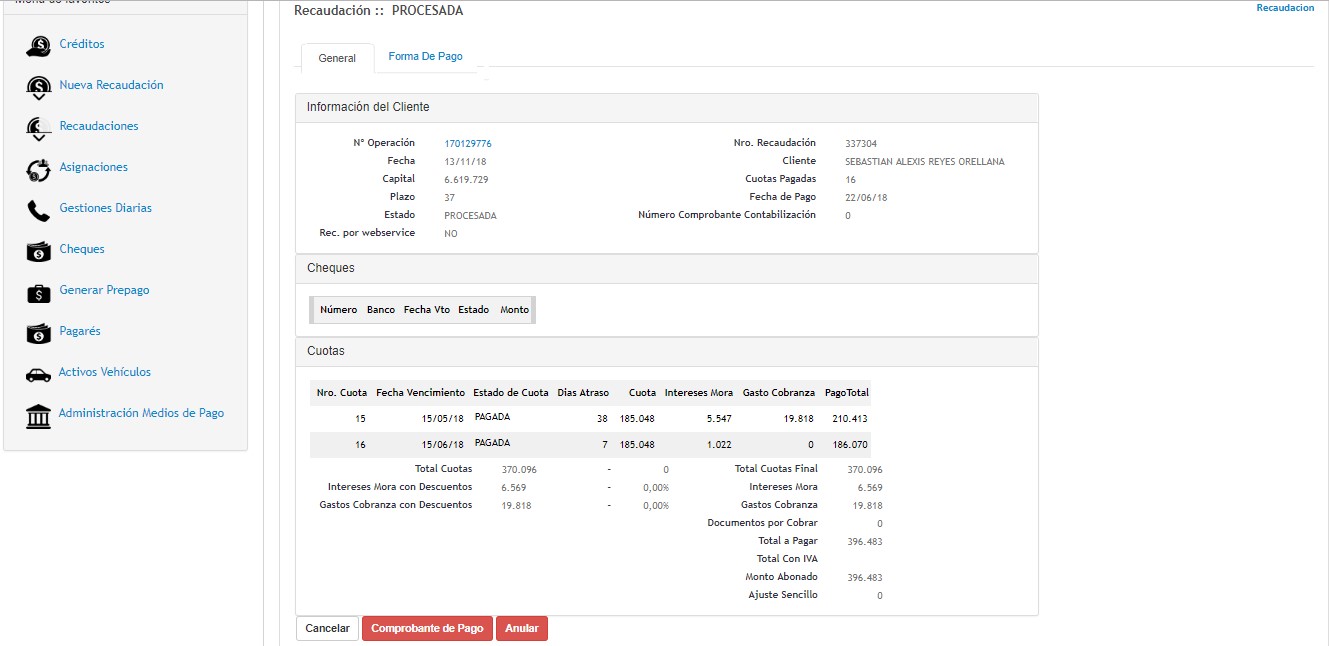 Menú de favoritos
Créditos
Nueva Recaudación
Recaudaciones
Asignaciones
Gestiones Diarias
Cheques
Generar Prepago
Pagarés
Activos Vehículos
Administración Medios de Pago
Recaudación :: PROCESADA
Recaudacion
General Forma De Pago
Información del Cliente
N° Operación 170129776 Nro. Recaudación 337304
Fecha 13/11/18 Cliente SEBASTIAN ALEXIS REYES ORELLANA
Capital 6.619.729 Cuotas Pagadas 16
Plazo 37 Fecha de Pago 22/06/18
Estado PROCESADA Número Comprobante Contabilización 0
Rec. por webservice NO
Cheques
Número Banco Fecha Vto Estado Monto
Cuotas
Nro. Cuota Fecha Vencimiento Estado de Cuota Dias Atraso Cuota Intereses Mora Gasto Cobranza PagoTotal
15 15/05/18 PAGADA 38 185.048 5.547 19.818 210.413
16 15/06/18 PAGADA 7 185.048 1.022 0 186.070
Total Cuotas 370.096 - 0 Total Cuotas Final 370.096
Intereses Mora con Descuentos 6.569 - 0,00% Intereses Mora 6.569
Gastos Cobranza con Descuentos 19.818 - 0,00% Gastos Cobranza 19.818
Documentos por Cobrar 0
Total a Pagar 396.483
Total Con IVA
Monto Abonado 396.483
Ajuste Sencillo 0
Cancelar Comprobante de Pago Anular